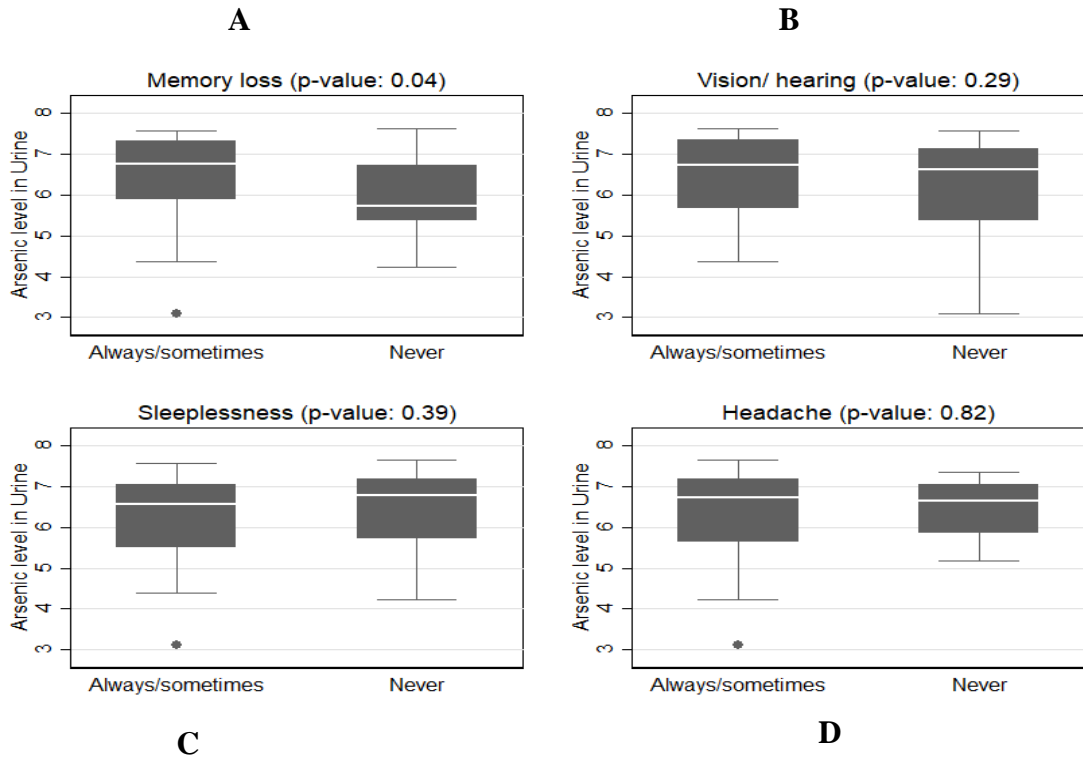 A
B
Memory loss (p-value: 0.04)
Arsenic level in Urine
8
7
6
5
4
3
Always/sometimes
Never
Vision/ hearing (p-value: 0.29)
Arsenic level in Urine
8
7
6
5
4
3
Always/sometimes
Never
Sleeplessness (p-value: 0.39)
Arsenic level in Urine
8
7
6
5
4
3
Always/sometimes
Never
Headache (p-value: 0.82)
Arsenic level in Urine
8
7
6
5
4
3
Always/sometimes
Never
C
D